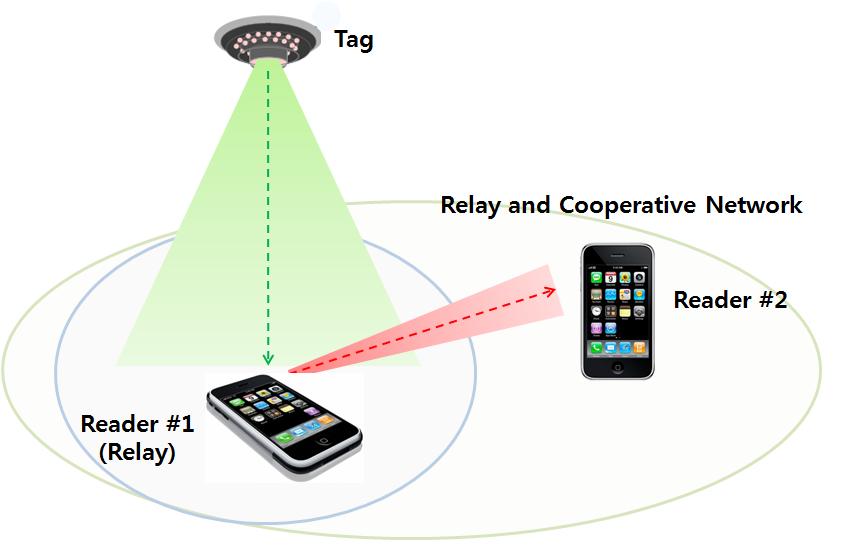 Tag
Relay and Cooperative Network
Reader #2
Reader #1
(Relay)